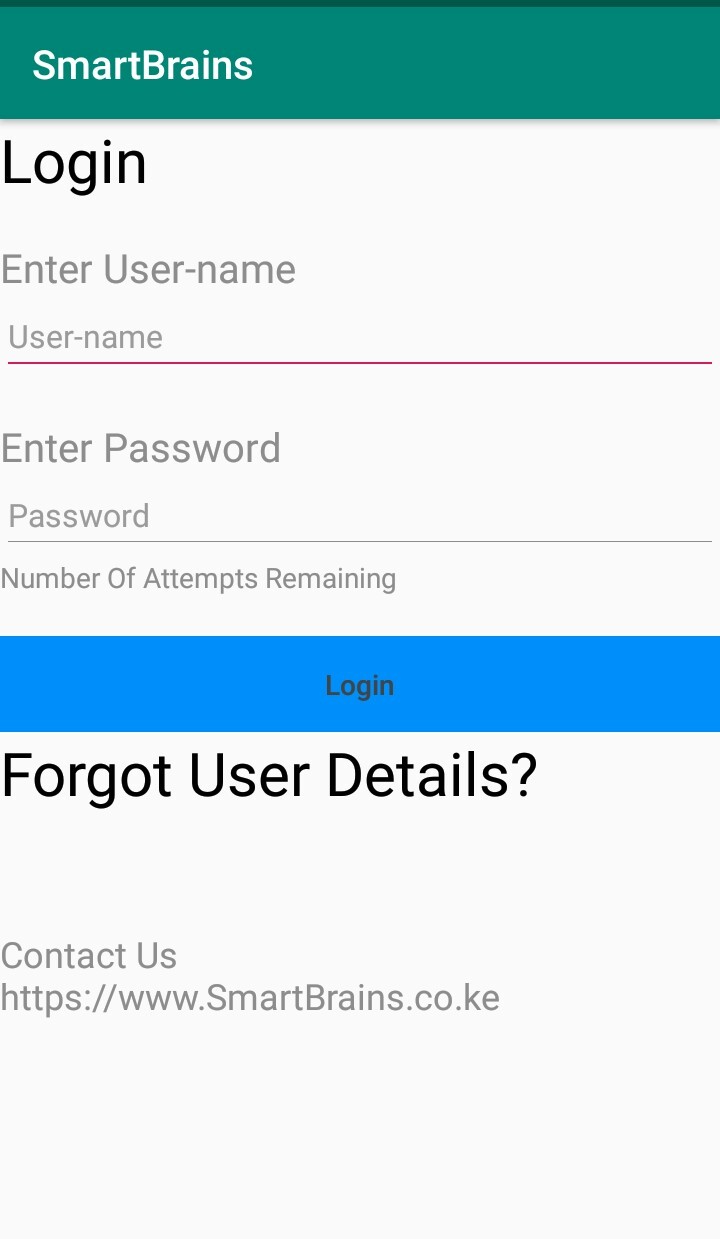 SmartBrains
Login
Enter User-name
User-name
Enter Password
Password
Number Of Attempts Remaining
Login
Forgot User Details?
Contact Us
https://www.SmartBrains.co.ke